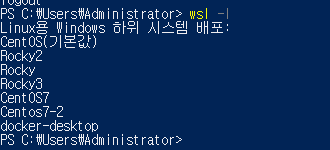 logout
PS C:\Users\Administrator> wsl -l
Linux용 Windows 하위 시스템 배포:
CentOS(기본값)
Rocky2
Rocky
Rocky3
CentOS7
Centos7-2
docker-desktop
PS C:\Users\Administrator>